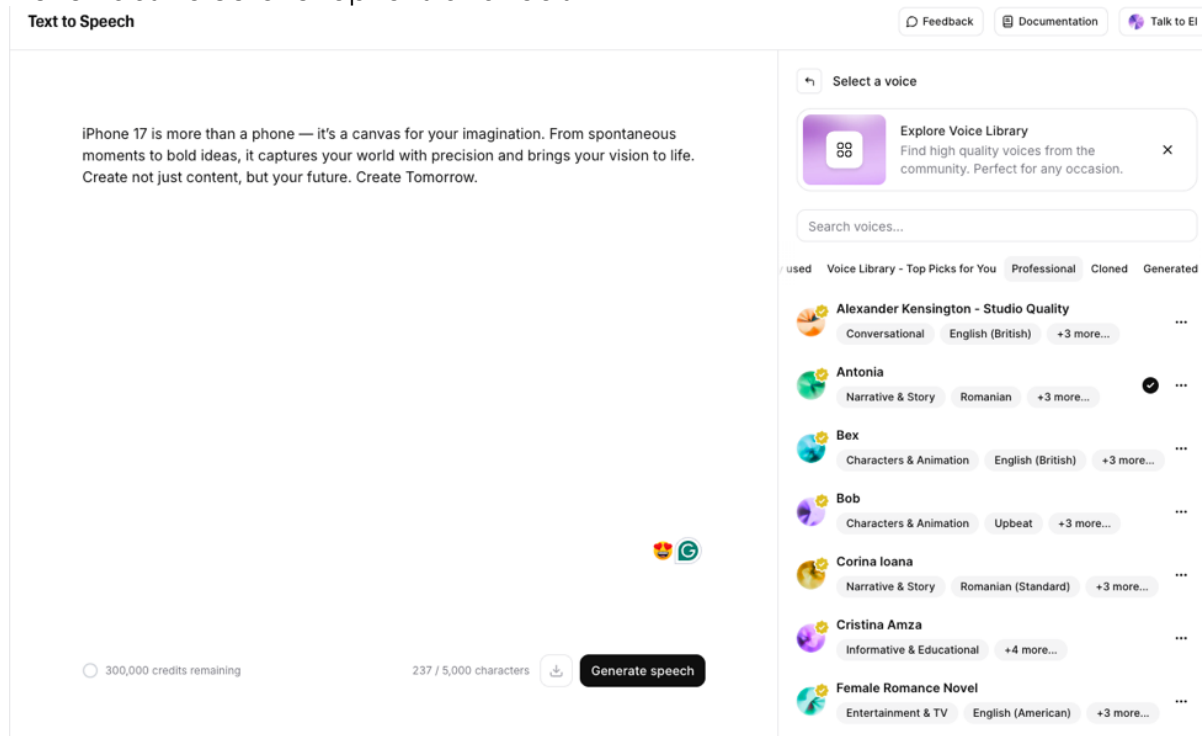 Text to Speech
Feedback
Documentation
Talk to El
iPhone 17 is more than a phone — it's a canvas for your imagination. From spontaneous
moments to bold ideas, it captures your world with precision and brings your vision to life.
Create not just content, but your future. Create Tomorrow.
300,000 credits remaining
237 / 5,000 characters
Generate speech
Select a voice
Explore Voice Library
Find high quality voices from the
community. Perfect for any occasion.
Search voices...
used Voice Library - Top Picks for You Professional Cloned Generated
Alexander Kensington - Studio Quality
Conversational English (British) +3 more...
Antonia
Narrative & Story Romanian +3 more...
Bex
Characters & Animation English (British) +3 more...
Bob
Characters & Animation Upbeat +3 more...
Corina Ioana
Narrative & Story Romanian (Standard) +3 more...
Cristina Amza
Informative & Educational +4 more...
Female Romance Novel
Entertainment & TV English (American) +3 more...